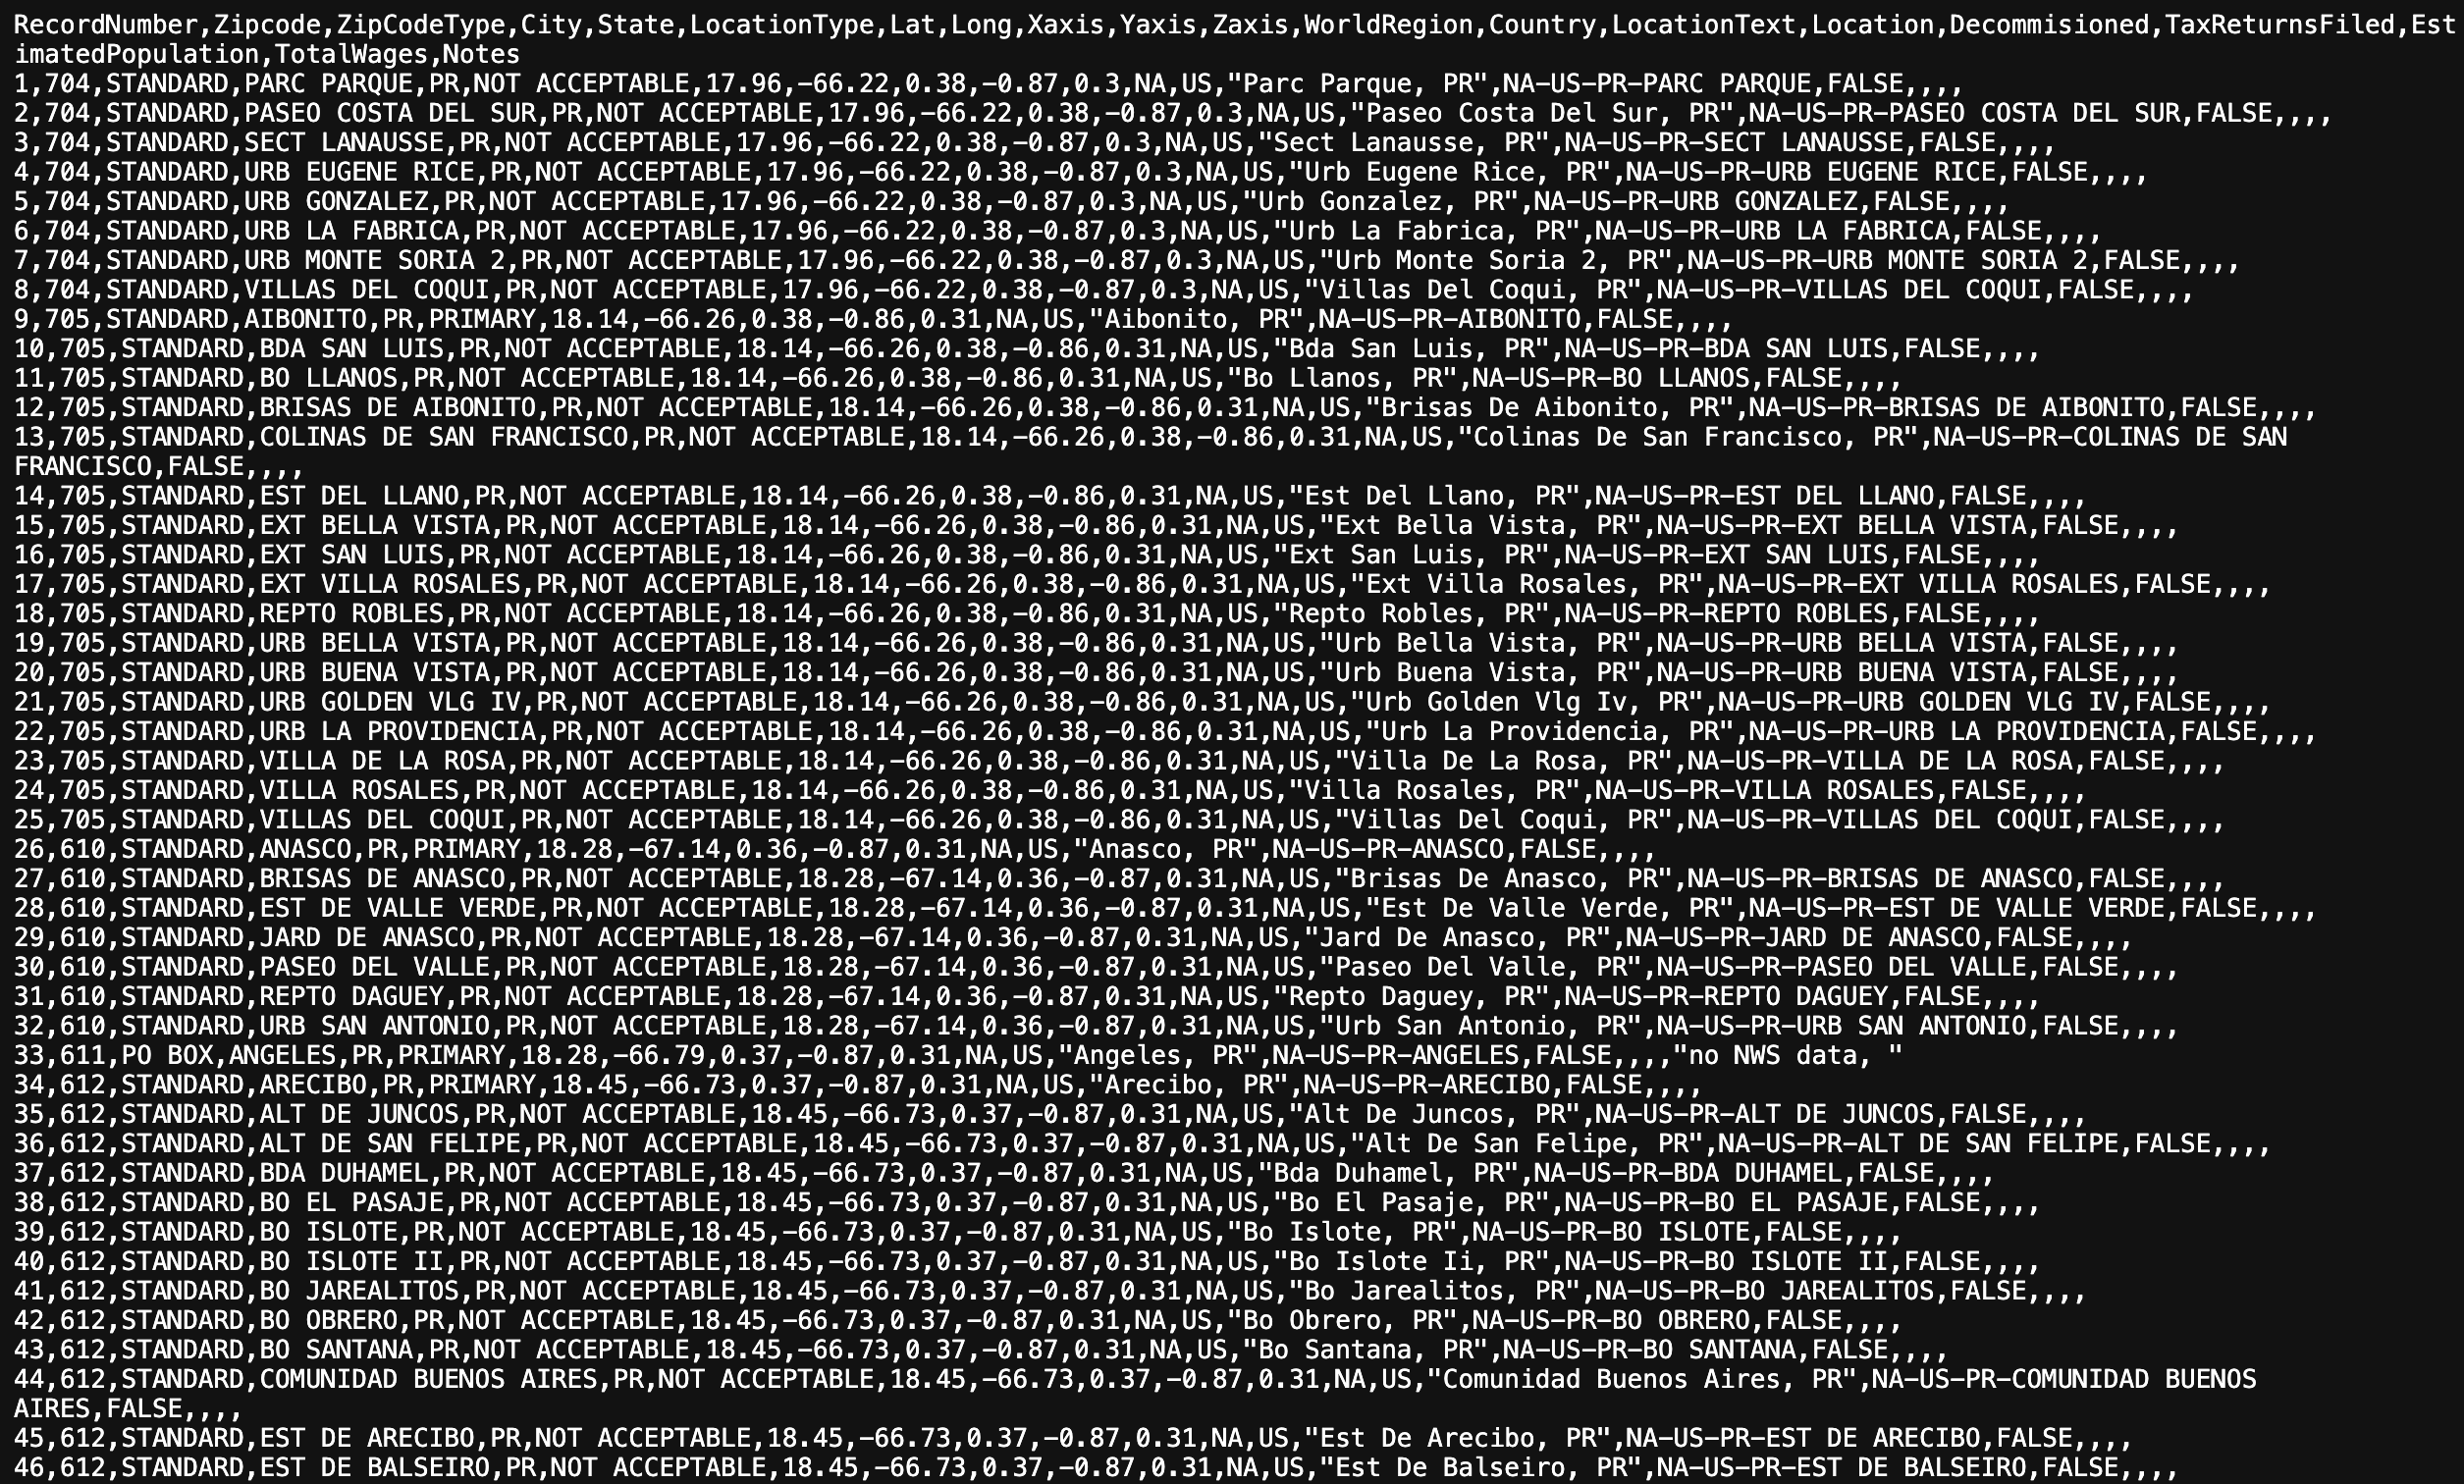 RecordNumber,Zipcode,ZipCodeType,City,State,LocationType,Lat,Long,Xaxis,Yaxis,Zaxis,WorldRegion,Country,LocationText,Location,Decommisioned,TaxReturnsFiled,Est
imatedPopulation,TotalWages,Notes
1,704,STANDARD,PARC PARQUE,PR,NOT ACCEPTABLE,17.96,-66.22,0.38,-0.87,0.3,NA,US,"Parc Parque, PR",NA-US-PR-PARC PARQUE,FALSE,,,,
2,704,STANDARD,PASEO COSTA DEL SUR,PR,NOT ACCEPTABLE,17.96,-66.22,0.38,-0.87,0.3,NA,US,"Paseo Costa Del Sur, PR",NA-US-PR-PASEO COSTA DEL SUR,FALSE,,,,
3,704,STANDARD,SECT LANAUSSE,PR,NOT ACCEPTABLE,17.96,-66.22,0.38,-0.87,0.3,NA,US,"Sect Lanausse, PR",NA-US-PR-SECT LANAUSSE,FALSE,,,,
4,704,STANDARD,URB EUGENE RICE,PR,NOT ACCEPTABLE,17.96,-66.22,0.38,-0.87,0.3,NA,US,"Urb Eugene Rice, PR",NA-US-PR-URB EUGENE RICE,FALSE,,,,
5,704,STANDARD,URB GONZALEZ,PR,NOT ACCEPTABLE,17.96,-66.22,0.38,-0.87,0.3,NA,US,"Urb Gonzalez, PR",NA-US-PR-URB GONZALEZ,FALSE,,,,
6,704,STANDARD,URB LA FABRICA,PR,NOT ACCEPTABLE,17.96,-66.22,0.38,-0.87,0.3,NA,US,"Urb La Fabrica, PR",NA-US-PR-URB LA FABRICA,FALSE,,,,
7,704,STANDARD,URB MONTE SORIA 2,PR,NOT ACCEPTABLE,17.96,-66.22,0.38,-0.87,0.3,NA,US,"Urb Monte Soria 2, PR",NA-US-PR-URB MONTE SORIA 2,FALSE,,,,
8,704,STANDARD,VILLAS DEL COQUI,PR,NOT ACCEPTABLE,17.96,-66.22,0.38,-0.87,0.3,NA,US,"Villas Del Coqui, PR",NA-US-PR-VILLAS DEL COQUI,FALSE,,,,
9,705,STANDARD,AIBONITO,PR,PRIMARY,18.14,-66.26,0.38,-0.86,0.31,NA,US,"Aibonito, PR",NA-US-PR-AIBONITO,FALSE,,,,
10,705,STANDARD,BDA SAN LUIS,PR,NOT ACCEPTABLE,18.14,-66.26,0.38,-0.86,0.31,NA,US,"Bda San Luis, PR",NA-US-PR-BDA SAN LUIS,FALSE,,,,
11,705,STANDARD,BO LLANOS,PR,NOT ACCEPTABLE,18.14,-66.26,0.38,-0.86,0.31,NA,US,"Bo Llanos, PR",NA-US-PR-BO LLANOS,FALSE,,,,
12,705,STANDARD,BRISAS DE AIBONITO,PR,NOT ACCEPTABLE,18.14,-66.26,0.38,-0.86,0.31,NA,US,"Brisas De Aibonito, PR",NA-US-PR-BRISAS DE AIBONITO,FALSE,,,,
13,705,STANDARD,COLINAS DE SAN FRANCISCO,PR,NOT ACCEPTABLE,18.14,-66.26,0.38,-0.86,0.31,NA,US,"Colinas De San Francisco, PR",NA-US-PR-COLINAS DE SAN
FRANCISCO,FALSE,,,,
14,705,STANDARD,EST DEL LLANO,PR,NOT ACCEPTABLE,18.14,-66.26,0.38,-0.86,0.31,NA,US,"Est Del Llano, PR",NA-US-PR-EST DEL LLANO,FALSE,,,,
15,705,STANDARD,EXT BELLA VISTA,PR,NOT ACCEPTABLE,18.14,-66.26,0.38,-0.86,0.31,NA,US,"Ext Bella Vista, PR",NA-US-PR-EXT BELLA VISTA,FALSE,,,,
16,705,STANDARD,EXT SAN LUIS,PR,NOT ACCEPTABLE,18.14,-66.26,0.38,-0.86,0.31,NA,US,"Ext San Luis, PR",NA-US-PR-EXT SAN LUIS,FALSE,,,,
17,705,STANDARD,EXT VILLA ROSALES,PR,NOT ACCEPTABLE,18.14,-66.26,0.38,-0.86,0.31,NA,US,"Ext Villa Rosales, PR",NA-US-PR-EXT VILLA ROSALES,FALSE,,,,
18,705,STANDARD,REPTO ROBLES,PR,NOT ACCEPTABLE,18.14,-66.26,0.38,-0.86,0.31,NA,US,"Repto Robles, PR",NA-US-PR-REPTO ROBLES,FALSE,,,,
19,705,STANDARD,URB BELLA VISTA,PR,NOT ACCEPTABLE,18.14,-66.26,0.38,-0.86,0.31,NA,US,"Urb Bella Vista, PR",NA-US-PR-URB BELLA VISTA,FALSE,,,,
20,705,STANDARD,URB BUENA VISTA,PR,NOT ACCEPTABLE,18.14,-66.26,0.38,-0.86,0.31,NA,US,"Urb Buena Vista, PR",NA-US-PR-URB BUENA VISTA,FALSE,,,,
21,705,STANDARD,URB GOLDEN VLG IV,PR,NOT ACCEPTABLE,18.14,-66.26,0.38,-0.86,0.31,NA,US,"Urb Golden Vlg Iv, PR",NA-US-PR-URB GOLDEN VLG IV,FALSE,,,,
22,705,STANDARD,URB LA PROVIDENCIA,PR,NOT ACCEPTABLE,18.14,-66.26,0.38,-0.86,0.31,NA,US,"Urb La Providencia, PR",NA-US-PR-URB LA PROVIDENCIA,FALSE,,,,
23,705,STANDARD,VILLA DE LA ROSA,PR,NOT ACCEPTABLE,18.14,-66.26,0.38,-0.86,0.31,NA,US,"Villa De La Rosa, PR",NA-US-PR-VILLA DE LA ROSA,FALSE,,,,
24,705,STANDARD,VILLA ROSALES,PR,NOT ACCEPTABLE,18.14,-66.26,0.38,-0.86,0.31,NA,US,"Villa Rosales, PR",NA-US-PR-VILLA ROSALES,FALSE,,,,
25,705,STANDARD,VILLAS DEL COQUI,PR,NOT ACCEPTABLE,18.14,-66.26,0.38,-0.86,0.31,NA,US,"Villas Del Coqui, PR",NA-US-PR-VILLAS DEL COQUI,FALSE,,,,
26,610,STANDARD,ANASCO,PR,PRIMARY,18.28,-67.14,0.36,-0.87,0.31,NA,US,"Anasco, PR",NA-US-PR-ANASCO,FALSE,,,,
27,610,STANDARD,BRISAS DE ANASCO,PR,NOT ACCEPTABLE,18.28,-67.14,0.36,-0.87,0.31,NA,US,"Brisas De Anasco, PR",NA-US-PR-BRISAS DE ANASCO,FALSE,,,,
28,610,STANDARD,EST DE VALLE VERDE,PR,NOT ACCEPTABLE,18.28,-67.14,0.36,-0.87,0.31,NA,US,"Est De Valle Verde, PR",NA-US-PR-EST DE VALLE VERDE,FALSE,,,,
29,610,STANDARD,JARD DE ANASCO,PR,NOT ACCEPTABLE,18.28,-67.14,0.36,-0.87,0.31,NA,US,"Jard De Anasco, PR",NA-US-PR-JARD DE ANASCO,FALSE,,,,
30,610,STANDARD,PASEO DEL VALLE,PR,NOT ACCEPTABLE,18.28,-67.14,0.36,-0.87,0.31,NA,US,"Paseo Del Valle, PR",NA-US-PR-PASEO DEL VALLE,FALSE,,,,
31,610,STANDARD,REPTO DAGUEY,PR,NOT ACCEPTABLE,18.28,-67.14,0.36,-0.87,0.31,NA,US,"Repto Daguey, PR",NA-US-PR-REPTO DAGUEY,FALSE,,,,
32,610,STANDARD,URB SAN ANTONIO,PR,NOT ACCEPTABLE,18.28,-67.14,0.36,-0.87,0.31,NA,US,"Urb San Antonio, PR",NA-US-PR-URB SAN ANTONIO,FALSE,,,,
33,611,PO BOX,ANGELES,PR,PRIMARY,18.28,-66.79,0.37,-0.87,0.31,NA,US,"Angeles, PR",NA-US-PR-ANGELES,FALSE,,,,"no NWS data, "
34,612,STANDARD,ARECIBO,PR,PRIMARY,18.45,-66.73,0.37,-0.87,0.31,NA,US,"Arecibo, PR",NA-US-PR-ARECIBO,FALSE,,,,
35,612,STANDARD,ALT DE JUNCOS,PR,NOT ACCEPTABLE,18.45,-66.73,0.37,-0.87,0.31,NA,US,"Alt De Juncos, PR",NA-US-PR-ALT DE JUNCOS,FALSE,,,,
36,612,STANDARD,ALT DE SAN FELIPE,PR,NOT ACCEPTABLE,18.45,-66.73,0.37,-0.87,0.31,NA,US,"Alt De San Felipe, PR",NA-US-PR-ALT DE SAN FELIPE,FALSE,,,,
37,612,STANDARD,BDA DUHAMEL,PR,NOT ACCEPTABLE,18.45,-66.73,0.37,-0.87,0.31,NA,US,"Bda Duhamel, PR",NA-US-PR-BDA DUHAMEL,FALSE,,,,
38,612,STANDARD,BO EL PASAJE,PR,NOT ACCEPTABLE,18.45,-66.73,0.37,-0.87,0.31,NA,US,"Bo El Pasaje, PR",NA-US-PR-BO EL PASAJE,FALSE,,,,
39,612,STANDARD,BO ISLOTE,PR,NOT ACCEPTABLE,18.45,-66.73,0.37,-0.87,0.31,NA,US,"Bo Islote, PR",NA-US-PR-BO ISLOTE,FALSE,,,,
40,612,STANDARD,BO ISLOTE II,PR,NOT ACCEPTABLE,18.45,-66.73,0.37,-0.87,0.31,NA,US,"Bo Islote Ii, PR",NA-US-PR-BO ISLOTE II,FALSE,,,,
41,612,STANDARD,BO JAREALITOS,PR,NOT ACCEPTABLE,18.45,-66.73,0.37,-0.87,0.31,NA,US,"Bo Jarealitos, PR",NA-US-PR-BO JAREALITOS,FALSE,,,,
42,612,STANDARD,BO OBRERO,PR,NOT ACCEPTABLE,18.45,-66.73,0.37,-0.87,0.31,NA,US,"Bo Obrero, PR",NA-US-PR-BO OBRERO,FALSE,,,,
43,612,STANDARD,BO SANTANA,PR,NOT ACCEPTABLE,18.45,-66.73,0.37,-0.87,0.31,NA,US,"Bo Santana, PR",NA-US-PR-BO SANTANA,FALSE,,,,
44,612,STANDARD,COMUNIDAD BUENOS AIRES,PR,NOT ACCEPTABLE,18.45,-66.73,0.37,-0.87,0.31,NA,US,"Comunidad Buenos Aires, PR",NA-US-PR-COMUNIDAD BUENOS
AIRES,FALSE,,,,
45,612,STANDARD,EST DE ARECIBO,PR,NOT ACCEPTABLE,18.45,-66.73,0.37,-0.87,0.31,NA,US,"Est De Arecibo, PR",NA-US-PR-EST DE ARECIBO,FALSE,,,,
46,612,STANDARD,EST DE BALSEIRO,PR,NOT ACCEPTABLE,18.45,-66.73,0.37,-0.87,0.31,NA,US,"Est De Balseiro, PR",NA-US-PR-EST DE BALSEIRO,FALSE,,,,